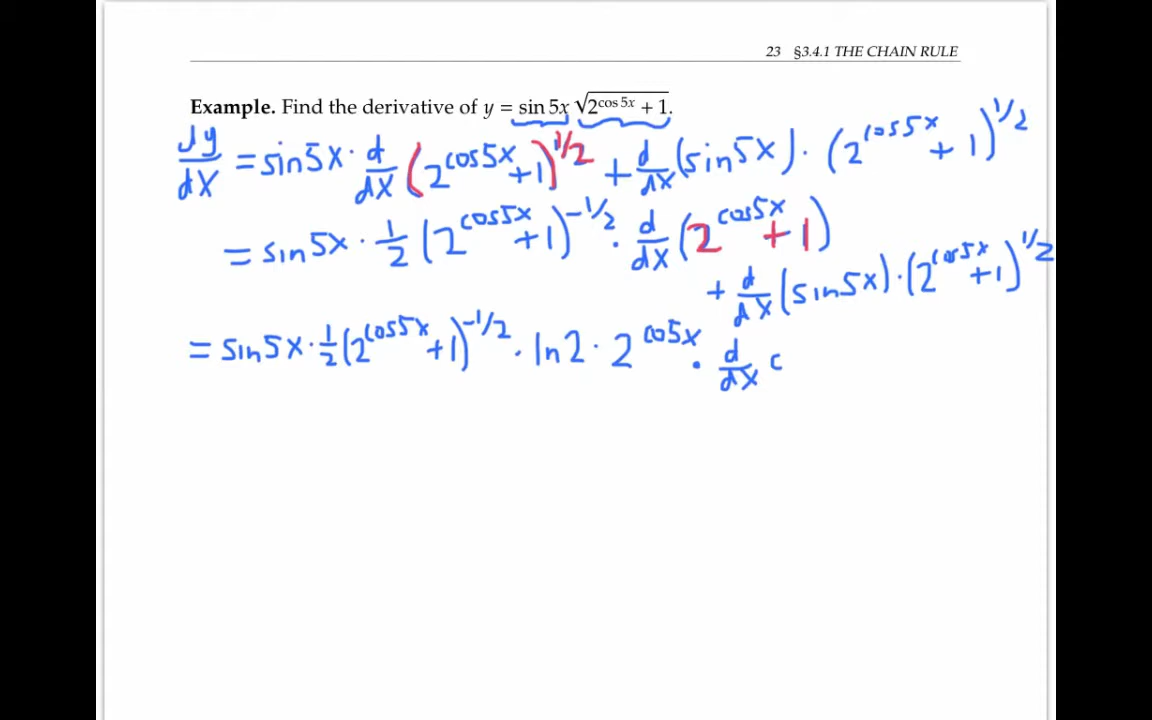 23 §3.4.1 THE CHAIN RULE
Example. Find the derivative of y = sin 5x √(2^{cos 5x} + 1).
dy/dx = sin5x · d/dx (2^{cos5x} + 1)^{1/2} + d/dx (sin5x) · (2^{cos5x} + 1)^{1/2}
= sin5x · 1/2 (2^{cos5x} + 1)^{-1/2} · d/dx (2^{cos5x} + 1)
+ d/dx (sin5x) · (2^{cos5x} + 1)^{1/2}
= sin5x · 1/2 (2^{cos5x} + 1)^{-1/2} · ln2 · 2^{cos5x} · d/dx c